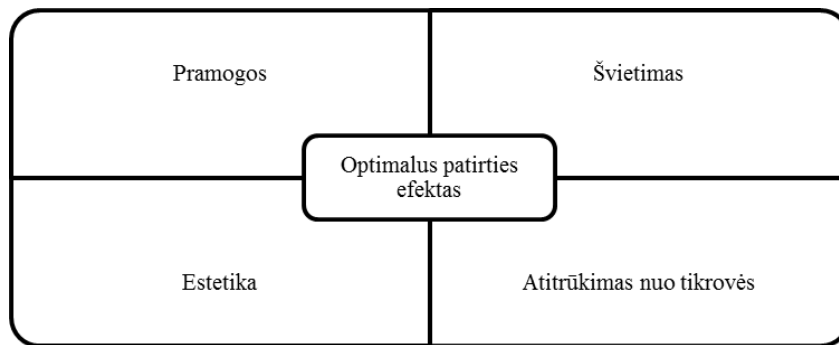 Pramogos
Švietimas
Optimalus patirties
efektas
Estetika
Atitrūkimas nuo tikrovės